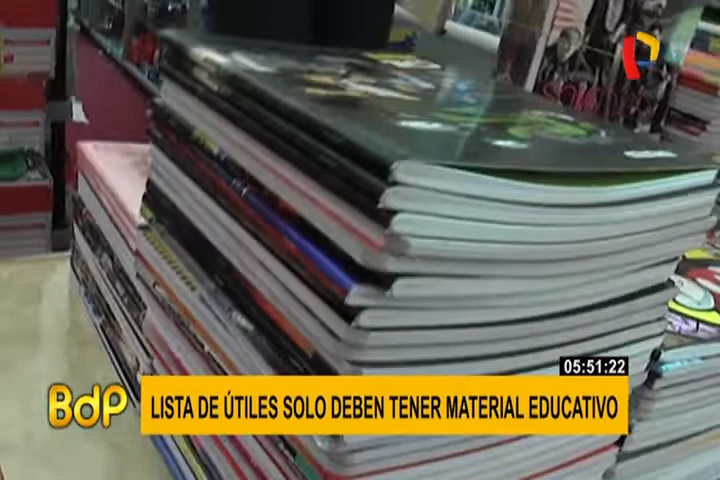 05:51:22
BdP
LISTA DE ÚTILES SOLO DEBEN TENER MATERIAL EDUCATIVO